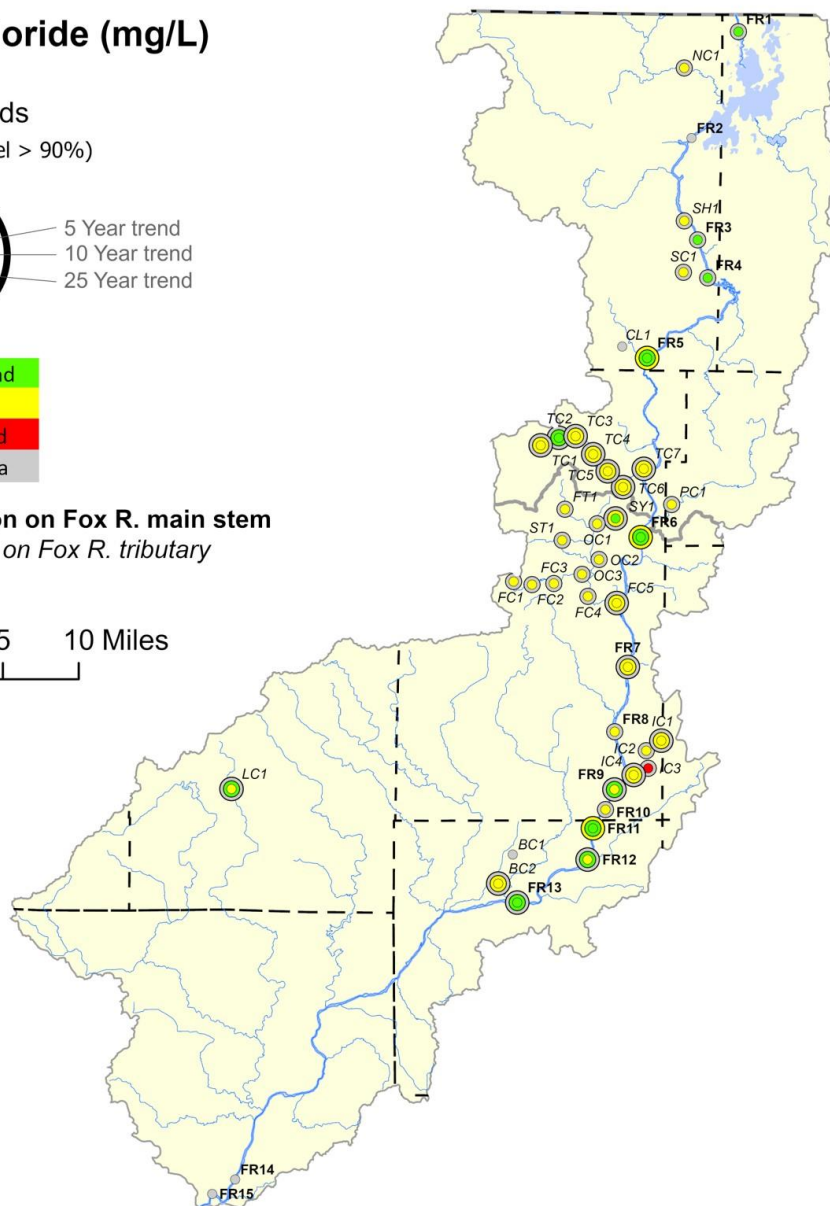 oride (mg/L)
ds
el > 90%)
5 Year trend
10 Year trend
25 Year trend
nd
d
a
on on Fox R. main stem
on Fox R. tributary
5 10 Miles
FR1
NC1
FR2
SH1
FR3
SC1
FR4
CL1
FR5
TC2
TC3
TC4
TC1
TC7
TC5
TC6
PC1
FT1
SY1
FR6
ST1
OC1
OC2
FC3
OC3
FC1
FC2
FC5
FC4
FR7
FR8
IC1
IC2
IC4
IC3
LC1
FR9
FR10
FR11
BC1
FR12
BC2
FR13
FR14
FR15